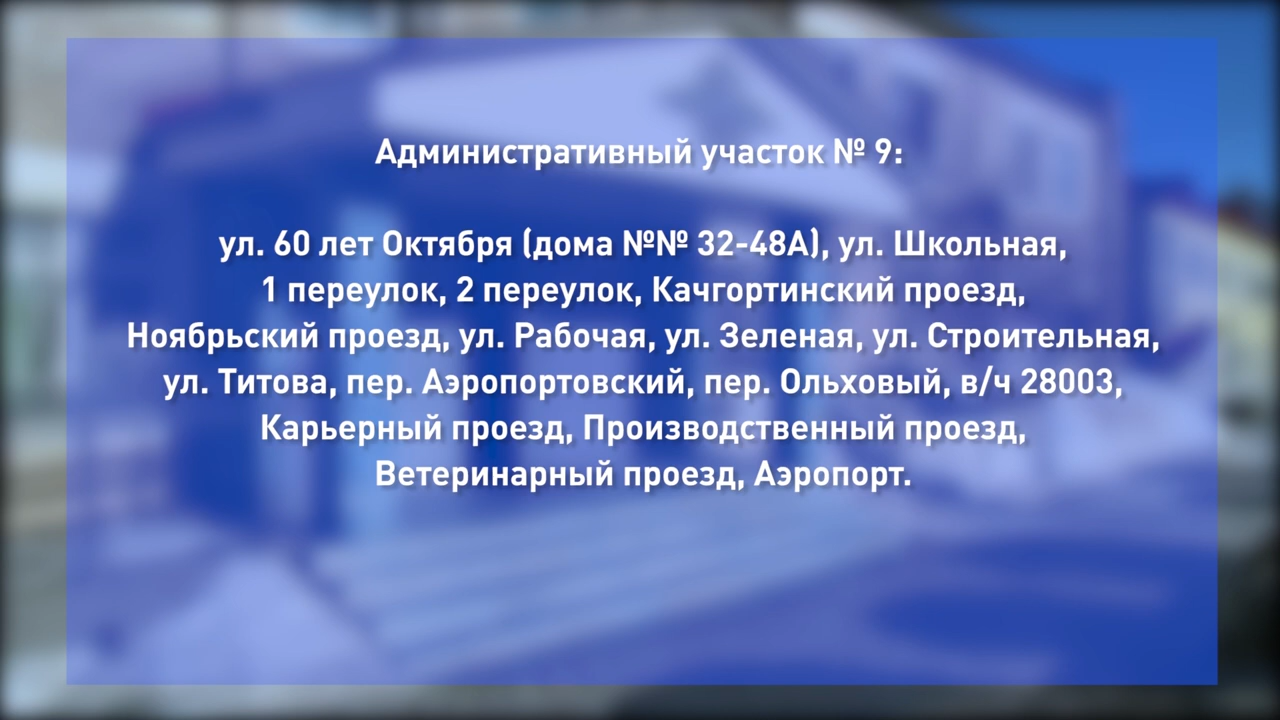 Административный участок № 9:
ул. 60 лет Октября (дома №№ 32-48А), ул. Школьная,
1 переулок, 2 переулок, Качгортинский проезд,
Ноябрьский проезд, ул. Рабочая, ул. Зеленая, ул. Строительная,
ул. Титова, пер. Аэропортовский, пер. Ольховый, в/ч 28003,
Карьерный проезд, Производственный проезд,
Ветеринарный проезд, Аэропорт.